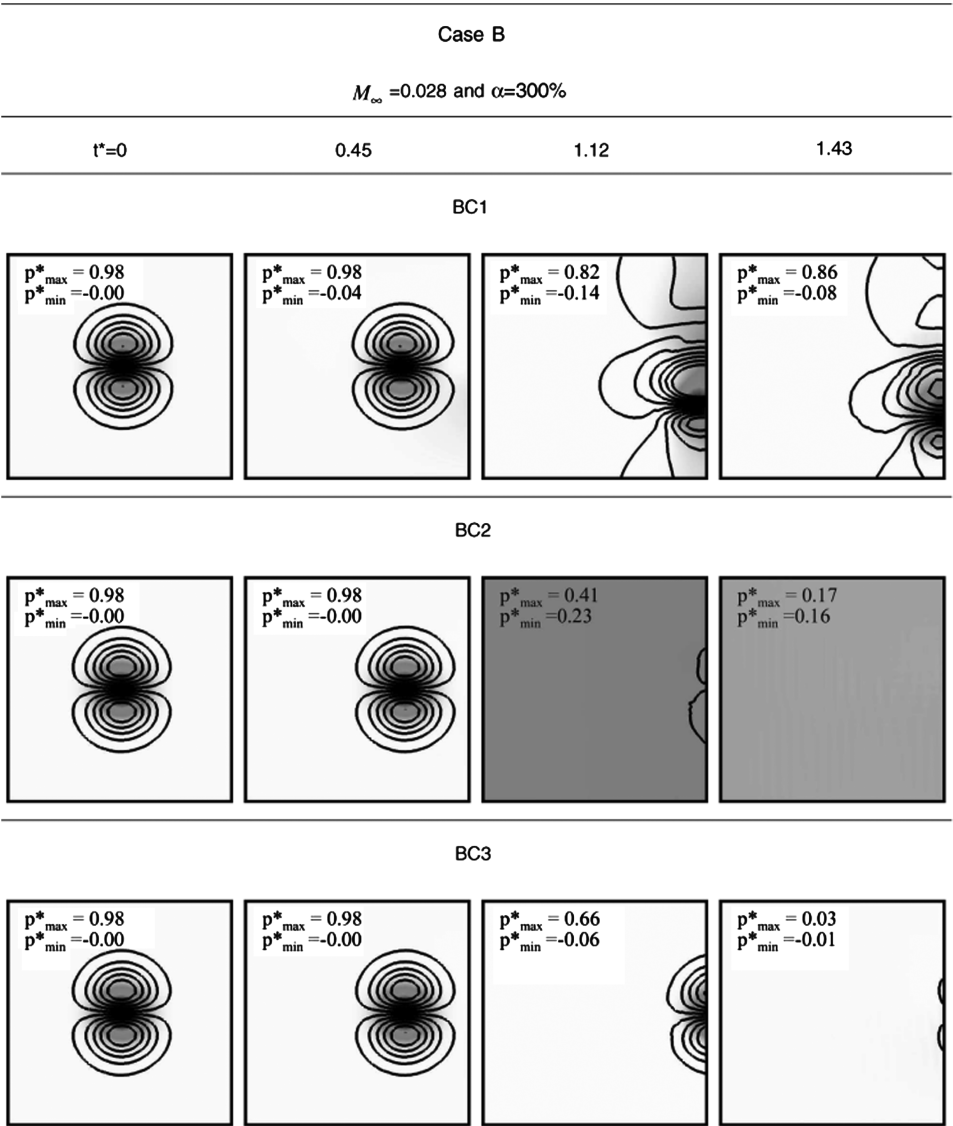 Case B
M∞ =0.028 and α=300%
t*=0 0.45 1.12 1.43
BC1
p*max = 0.98 p*max = 0.98 p*max = 0.82 p*max = 0.86
p*min =-0.00 p*min =-0.04 p*min =-0.14 p*min =-0.08
BC2
p*max = 0.98 p*max = 0.98 p*max = 0.41 p*max = 0.17
p*min =-0.00 p*min =-0.00 p*min =0.23 p*min =0.16
BC3
p*max = 0.98 p*max = 0.98 p*max = 0.66 p*max = 0.03
p*min =-0.00 p*min =-0.00 p*min =-0.06 p*min =-0.01